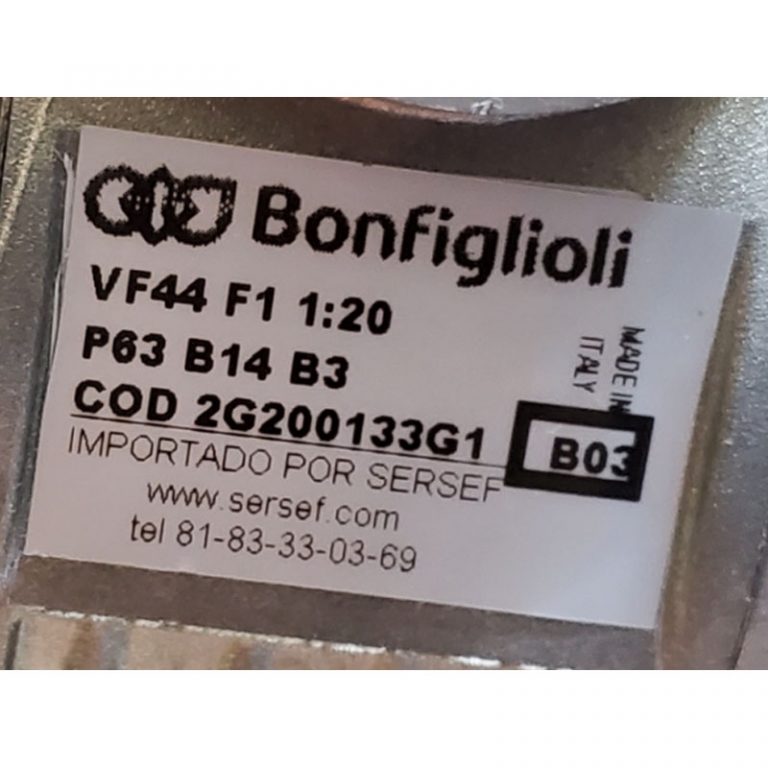 Bonfiglioli
VF44 F1 1:20
P63 B14 B3
COD 2G200133G1
IMPORTADO POR SERSEF
www.sersef.com
tel 81-83-33-03-69
MADE IN
ITALY
B03